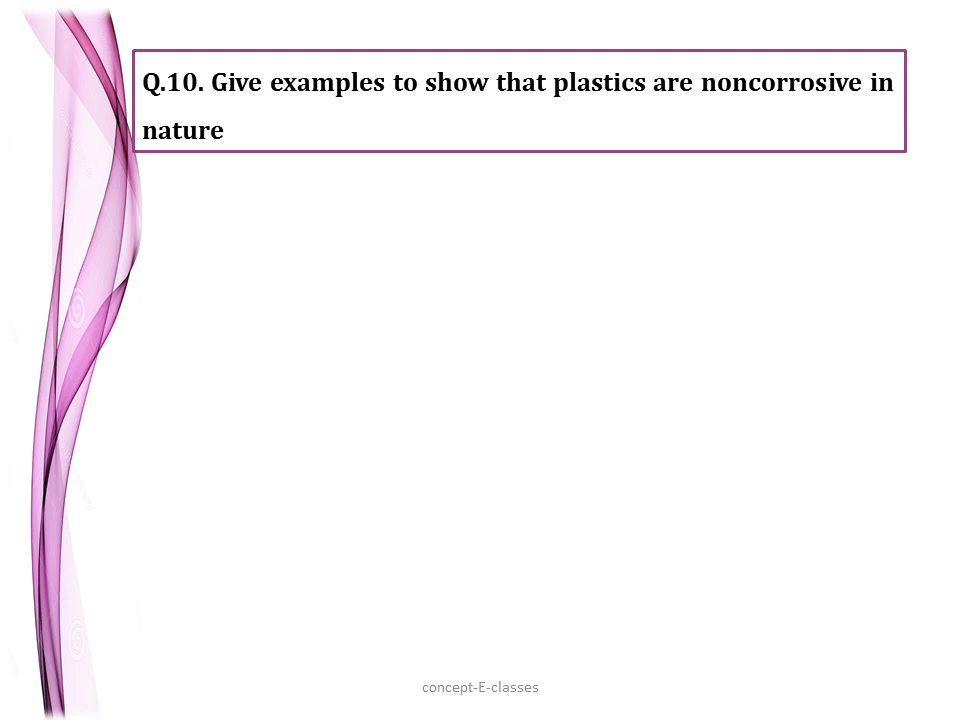 Q.10. Give examples to show that plastics are noncorrosive in
nature
concept-E-classes